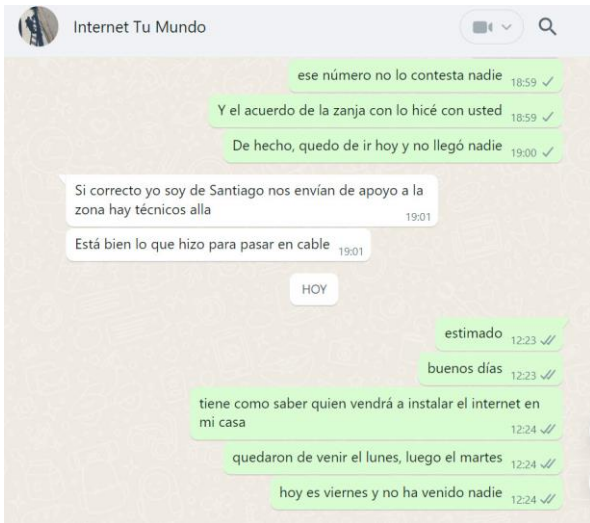 Internet Tu Mundo
ese número no lo contesta nadie 18:59
Y el acuerdo de la zanja con lo hicé con usted 18:59
De hecho, quedo de ir hoy y no llegó nadie 19:00
Si correcto yo soy de Santiago nos envían de apoyo a la
zona hay técnicos alla
19:01
Está bien lo que hizo para pasar en cable 19:01
HOY
estimado 12:23
buenos días 12:23
tiene como saber quien vendrá a instalar el internet en
mi casa
12:24
quedaron de venir el lunes, luego el martes 12:24
hoy es viernes y no ha venido nadie 12:24